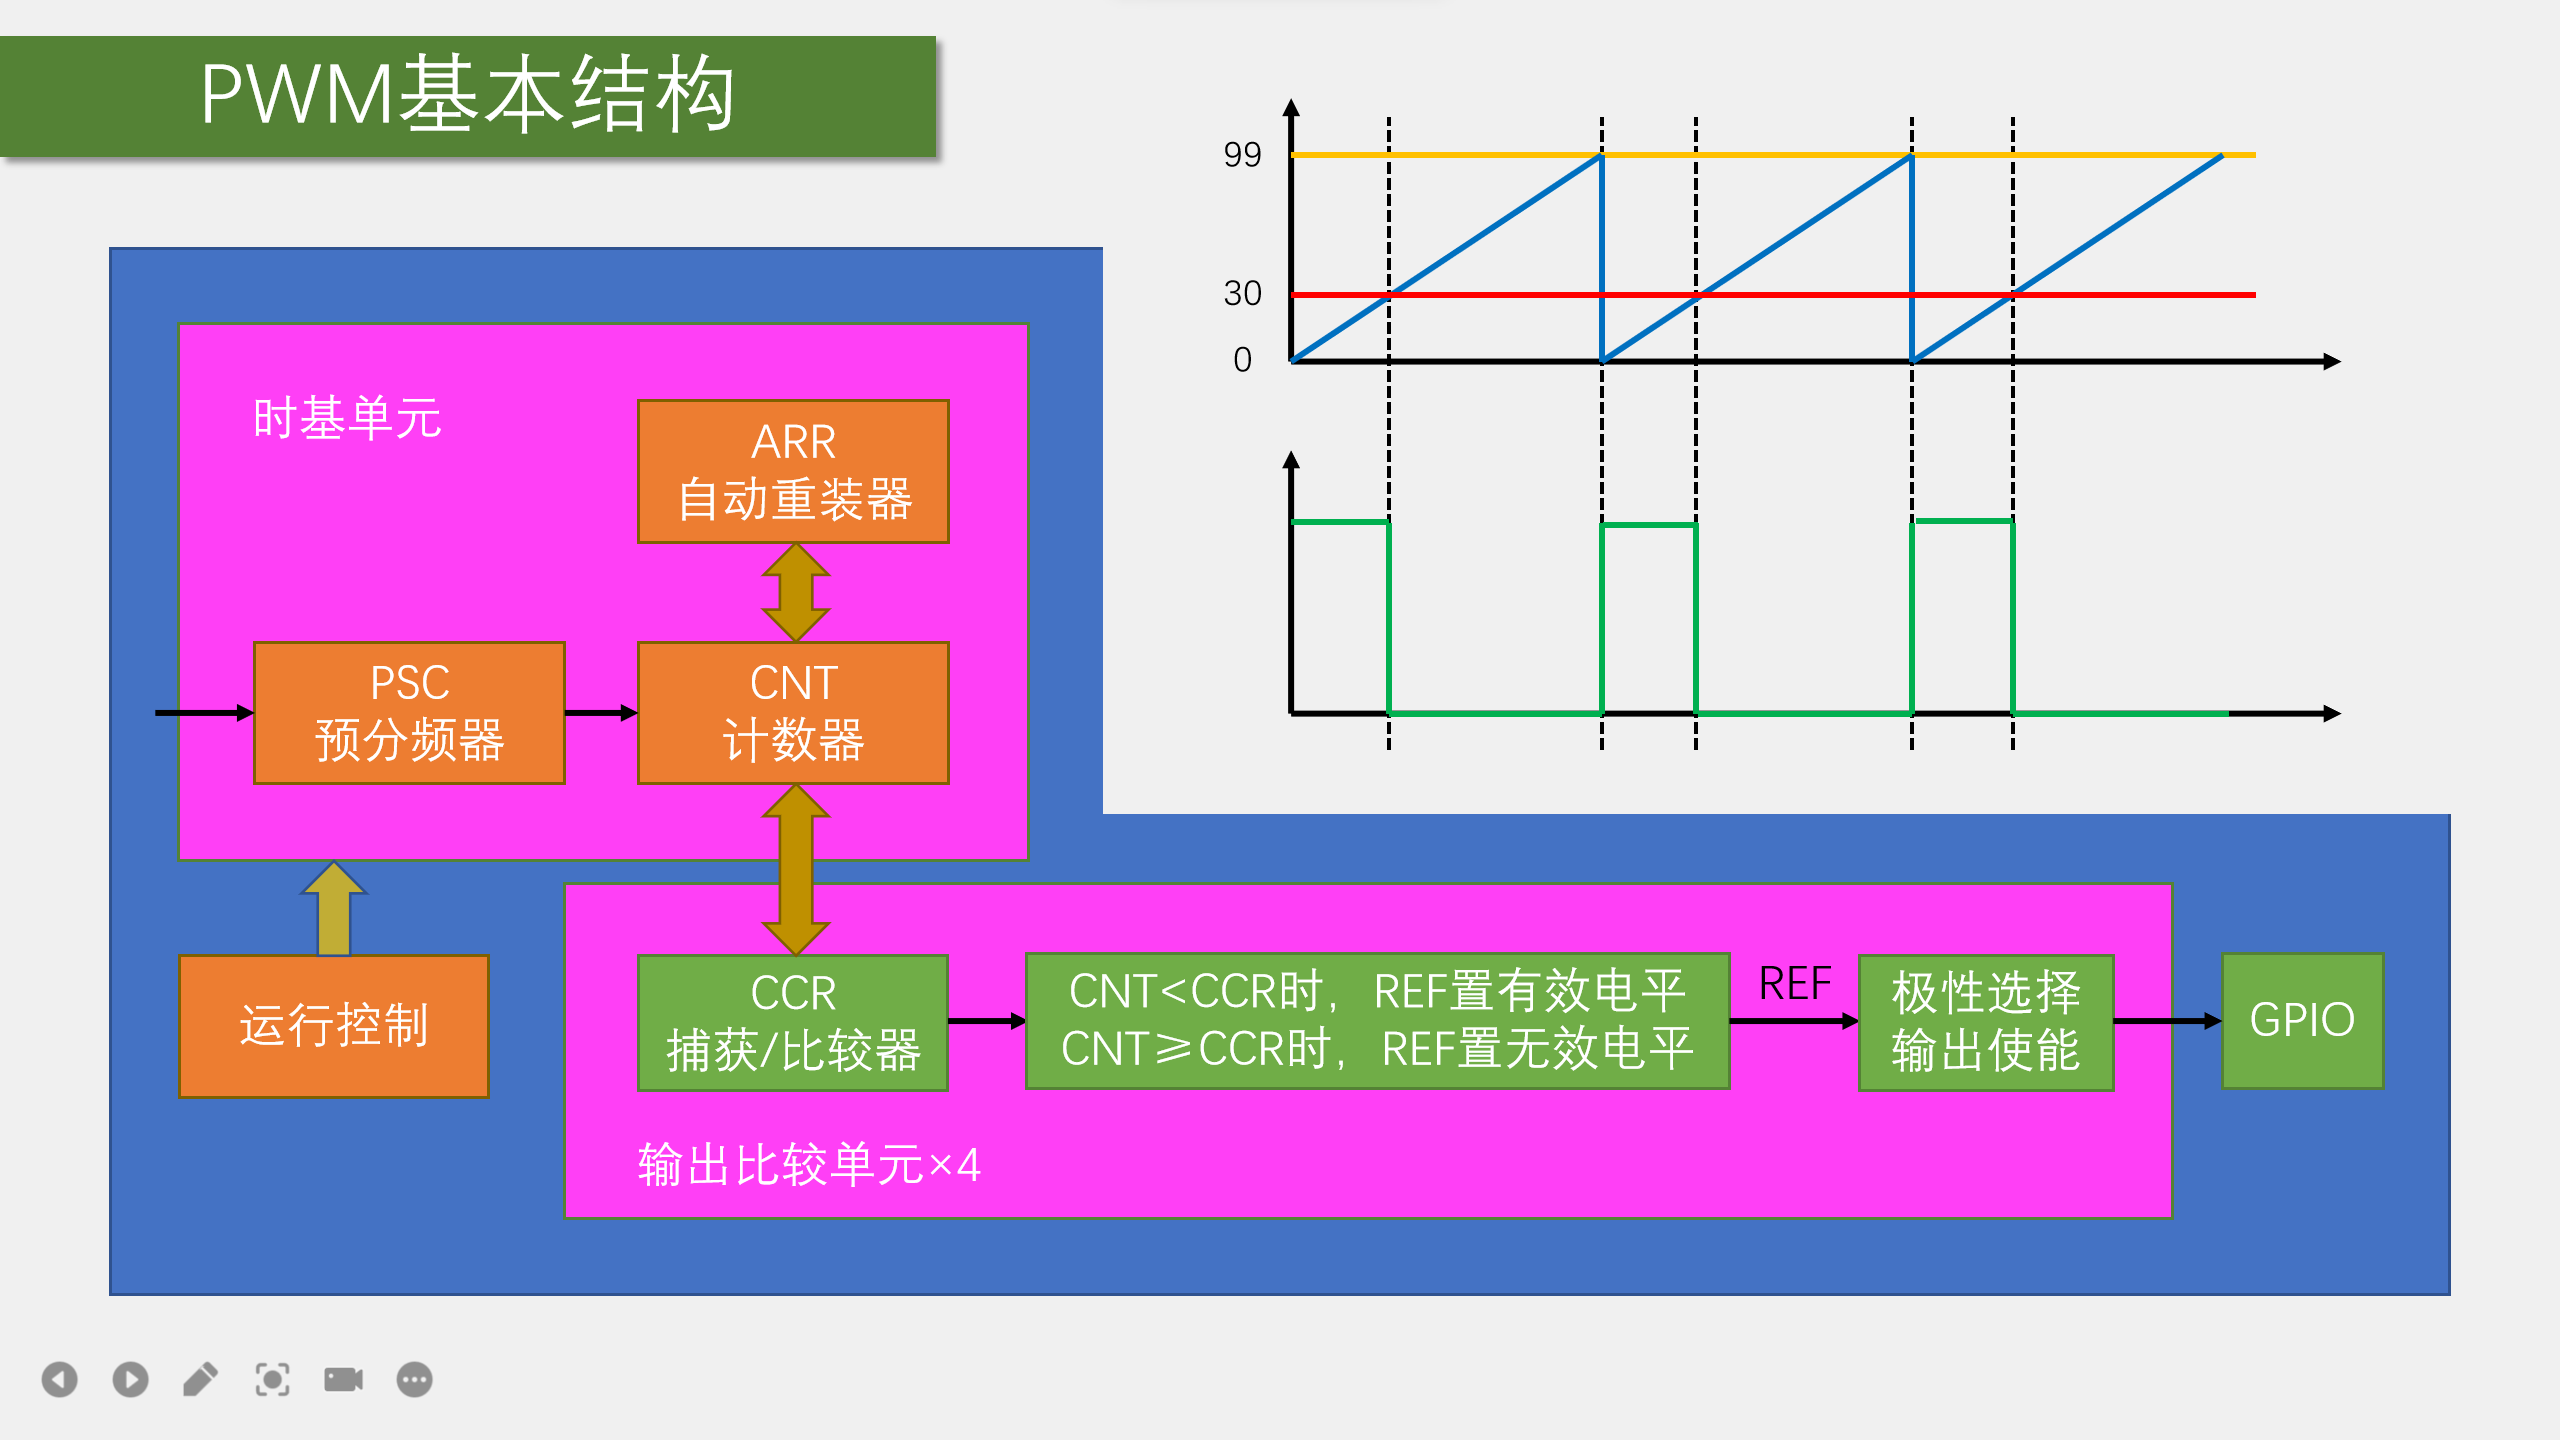 PWM基本结构
99
30
0
时基单元
ARR
自动重装器
PSC
预分频器
CNT
计数器
运行控制
CCR
捕获/比较器
CNT<CCR时，REF置有效电平
CNT≥CCR时，REF置无效电平
REF
极性选择
输出使能
GPIO
输出比较单元×4